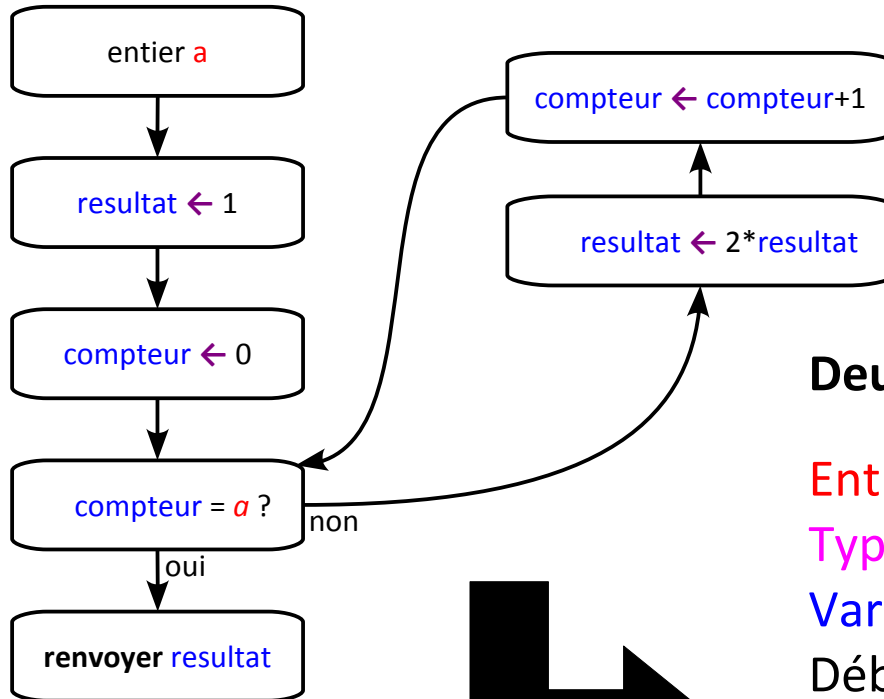 entier a
resultat ← 1
compteur ← 0
compteur = a ?
non
oui
renvoyer resultat
compteur ← compteur+1
resultat ← 2*resultat